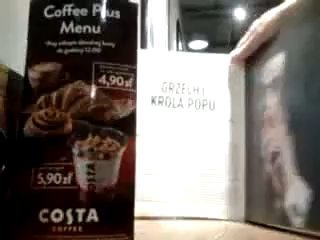 Coffee Plus
Menu
4,90 zł
5,90 zł
COSTA
COFFEE
GRZECHY
KRÓLA POPU